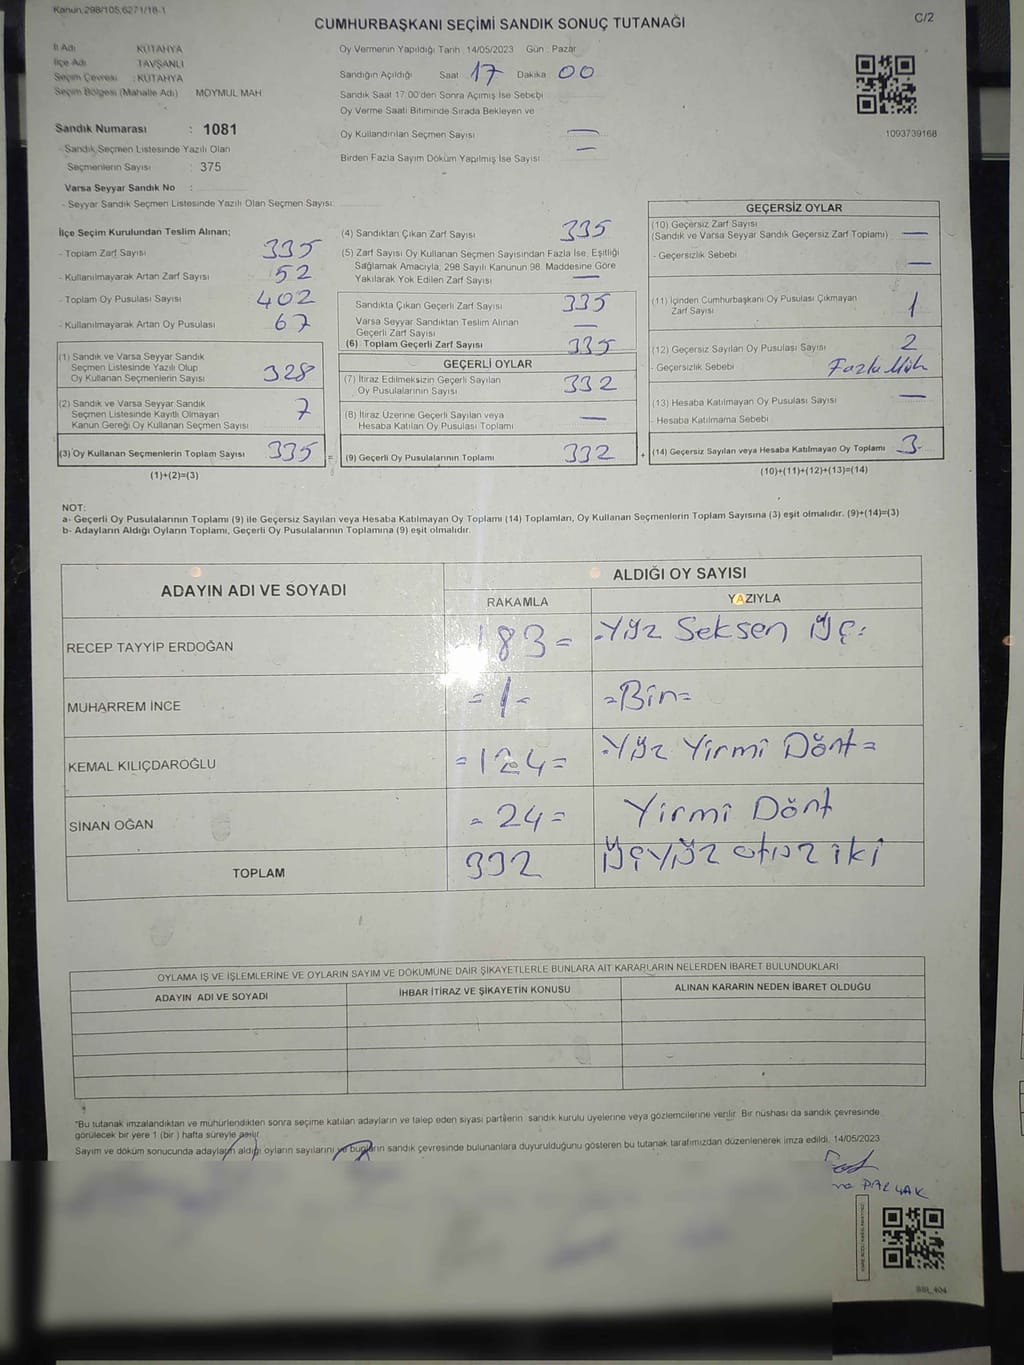 Kanun,298/105,6271/18-1
CUMHURBAŞKANI SEÇİMİ SANDIK SONUÇ TUTANAĞI
C/2
İl Adı : KÜTAHYA
İlçe Adı : TAVŞANLI
Seçim Çevresi : KÜTAHYA
Seçim Bölgesi (Mahalle Adı) MOYMUL MAH
Sandık Numarası : 1081
Sandık Seçmen Listesinde Yazılı Olan
Seçmenlerin Sayısı : 375
Varsa Seyyar Sandık No :
- Seyyar Sandık Seçmen Listesinde Yazılı Olan Seçmen Sayısı:
Oy Vermenin Yapıldığı Tarih :14/05/2023 Gün : Pazar
Sandığın Açıldığı Saat 17 Dakika 00
Sandık Saat 17:00'den Sonra Açımış İse Sebebi
Oy Verme Saati Bitiminde Sırada Bekleyen ve
Oy Kullandırılan Seçmen Sayısı —
Birden Fazla Sayım Döküm Yapılmış İse Sayısı —
1093739168
İlçe Seçim Kurulundan Teslim Alınan;
- Toplam Zarf Sayısı 335
- Kullanılmayarak Artan Zarf Sayısı 52
- Toplam Oy Pusulası Sayısı 402
- Kullanılmayarak Artan Oy Pusulası 67
(1) Sandık ve Varsa Seyyar Sandık
Seçmen Listesinde Yazılı Olup
Oy Kullanan Seçmenlerin Sayısı 328
(2) Sandık ve Varsa Seyyar Sandık
Seçmen Listesinde Kayıtlı Olmayan
Kanun Gereği Oy Kullanan Seçmen Sayısı 7
(3) Oy Kullanan Seçmenlerin Toplam Sayısı 335 =
(1)+(2)=(3)
(4) Sandıktan Çıkan Zarf Sayısı 335
(5) Zarf Sayısı Oy Kullanan Seçmen Sayısından Fazla İse, Eşitliği
Sağlamak Amacıyla, 298 Sayılı Kanunun 98. Maddesine Göre
Yakılarak Yok Edilen Zarf Sayısı —
Sandıkta Çıkan Geçerli Zarf Sayısı 335
Varsa Seyyar Sandıktan Teslim Alınan
Geçerli Zarf Sayısı —
(6) Toplam Geçerli Zarf Sayısı 335
GEÇERLİ OYLAR
(7) İtiraz Edilmeksizin Geçerli Sayılan
Oy Pusulalarının Sayısı 332
(8) İtiraz Üzerine Geçerli Sayılan veya
Hesaba Katılan Oy Pusulası Toplamı —
(9) Geçerli Oy Pusulalarının Toplamı 332 +
GEÇERSİZ OYLAR
(10) Geçersiz Zarf Sayısı
(Sandık ve Varsa Seyyar Sandık Geçersiz Zarf Toplamı) —
- Geçersizlik Sebebi —
(11) İçinden Cumhurbaşkanı Oy Pusulası Çıkmayan
Zarf Sayısı 1
(12) Geçersiz Sayılan Oy Pusulası Sayısı 2
- Geçersizlik Sebebi
(13) Hesaba Katılmayan Oy Pusulası Sayısı —
- Hesaba Katılmama Sebebi
(14) Geçersiz Sayılan veya Hesaba Katılmayan Oy Toplamı 3
(10)+(11)+(12)+(13)=(14)
NOT:
a- Geçerli Oy Pusulalarının Toplamı (9) ile Geçersiz Sayılan veya Hesaba Katılmayan Oy Toplamı (14) Toplamları, Oy Kullanan Seçmenlerin Toplam Sayısına (3) eşit olmalıdır. (9)+(14)=(3)
b- Adayların Aldığı Oyların Toplamı, Geçerli Oy Pusulalarının Toplamına (9) eşit olmalıdır.
ADAYIN ADI VE SOYADI
ALDIĞI OY SAYISI
RAKAMLA YAZIYLA
RECEP TAYYİP ERDOĞAN 183= Yüz Seksen üç
MUHARREM İNCE =1= =Bir=
KEMAL KILIÇDAROĞLU =124= Yüz Yirmi Dört=
SİNAN OĞAN =24= Yirmi Dört
TOPLAM 332 Üçyüz otuz iki
OYLAMA İŞ VE İŞLEMLERİNE VE OYLARIN SAYIM VE DÖKÜMÜNE DAİR ŞİKAYETLERLE BUNLARA AİT KARARLARIN NELERDEN İBARET BULUNDUKLARI
ADAYIN ADI VE SOYADI İHBAR İTİRAZ VE ŞİKAYETİN KONUSU ALINAN KARARIN NEDEN İBARET OLDUĞU
*Bu tutanak imzalandıktan ve mühürlendikten sonra seçime katılan adayların ve talep eden siyasi partilerin sandık kurulu üyelerine veya gözlemcilerine verilir. Bir nüshası da sandık çevresinde
görülecek bir yere 1 (bir ) hafta süreyle asılır.
Sayım ve döküm sonucunda adayların aldığı oyların sayılarını ve bunların sandık çevresinde bulunanlara duyurulduğunu gösteren bu tutanak tarafımızdan düzenlenerek imza edildi. 14/05/2023